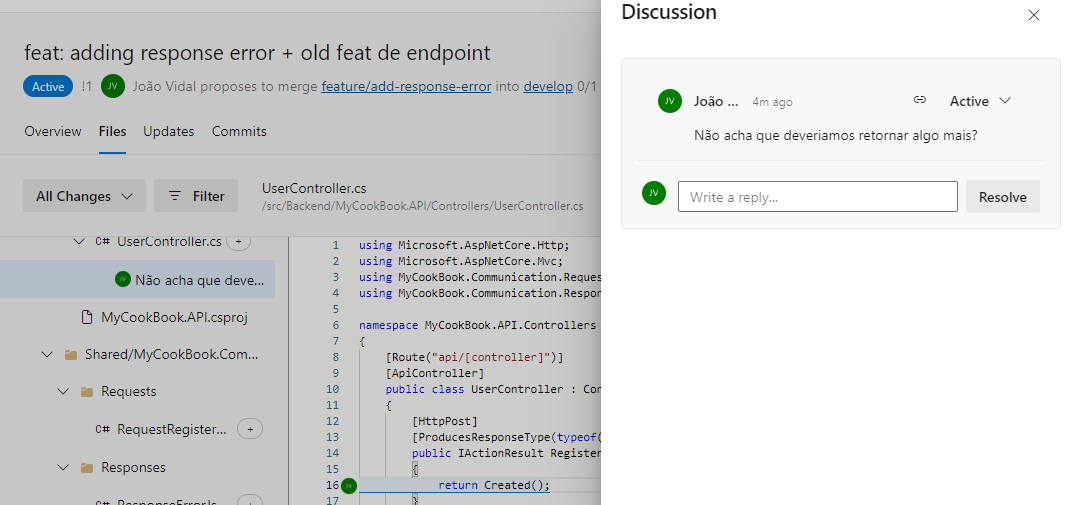 feat: adding response error + old feat de endpoint
Active !1 JV João Vidal proposes to merge feature/add-response-error into develop 0/1
Overview Files Updates Commits
All Changes Filter
UserController.cs
/src/Backend/MyCookBook.API/Controllers/UserController.cs
C# UserController.cs +
JV Não acha que deve...
MyCookBook.API.csproj
Shared/MyCookBook.Com...
Requests
C# RequestRegister... +
Responses
C# ResponseErrorJs
1 using Microsoft.AspNetCore.Http;
2 using Microsoft.AspNetCore.Mvc;
3 using MyCookBook.Communication.Reque
4 using MyCookBook.Communication.Respon
5
6 namespace MyCookBook.API.Controllers
7 {
8 [Route("api/[controller]")]
9 [ApiController]
10 public class UserController : Con
11 {
12 [HttpPost]
13 [ProducesResponseType(typeof(
14 public IActionResult Register
15 {
16 JV return Created();
17 }
Discussion
JV João ... 4m ago Active
Não acha que deveriamos retornar algo mais?
JV Write a reply... Resolve